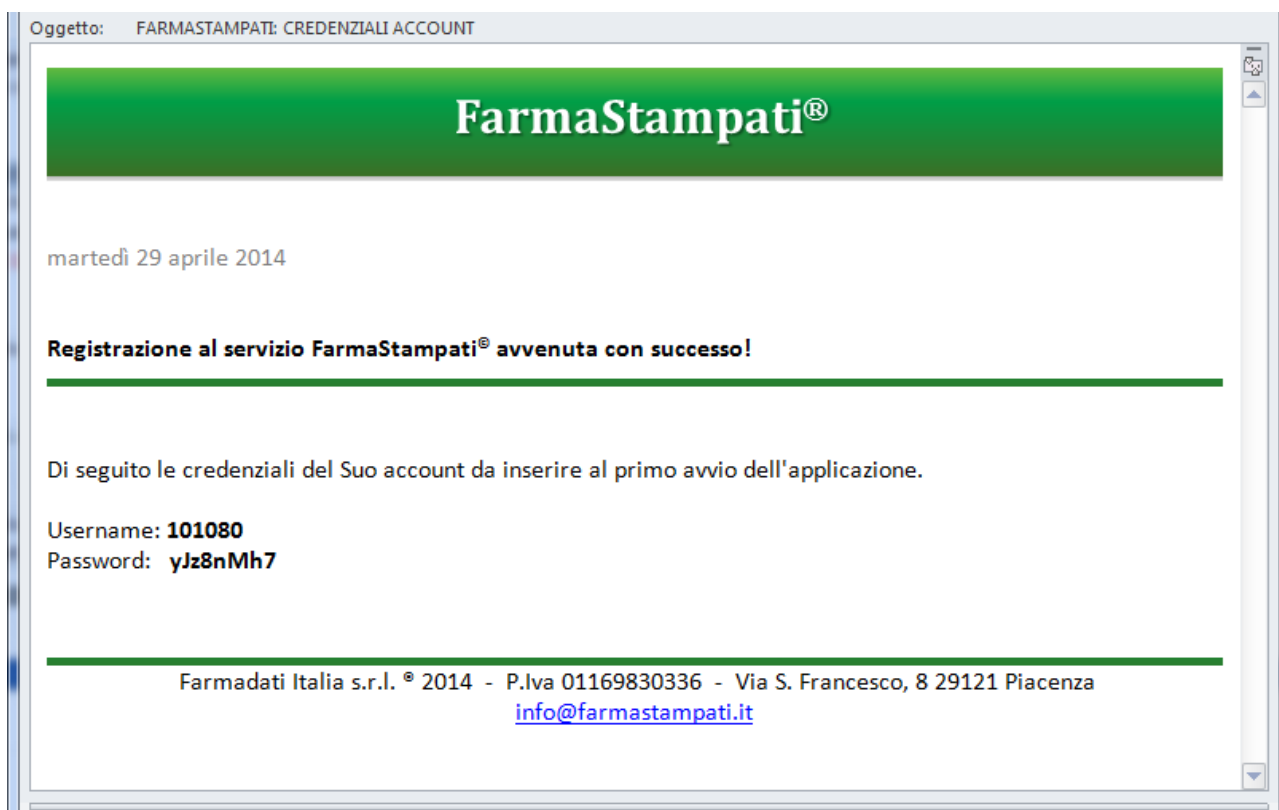 Oggetto: FARMASTAMPATI: CREDENZIALI ACCOUNT
FarmaStampati®
martedì 29 aprile 2014
Registrazione al servizio FarmaStampati© avvenuta con successo!
Di seguito le credenziali del Suo account da inserire al primo avvio dell'applicazione.
Username: 101080
Password: yJz8nMh7
Farmadati Italia s.r.l. ® 2014 - P.Iva 01169830336 - Via S. Francesco, 8 29121 Piacenza
info@farmastampati.it